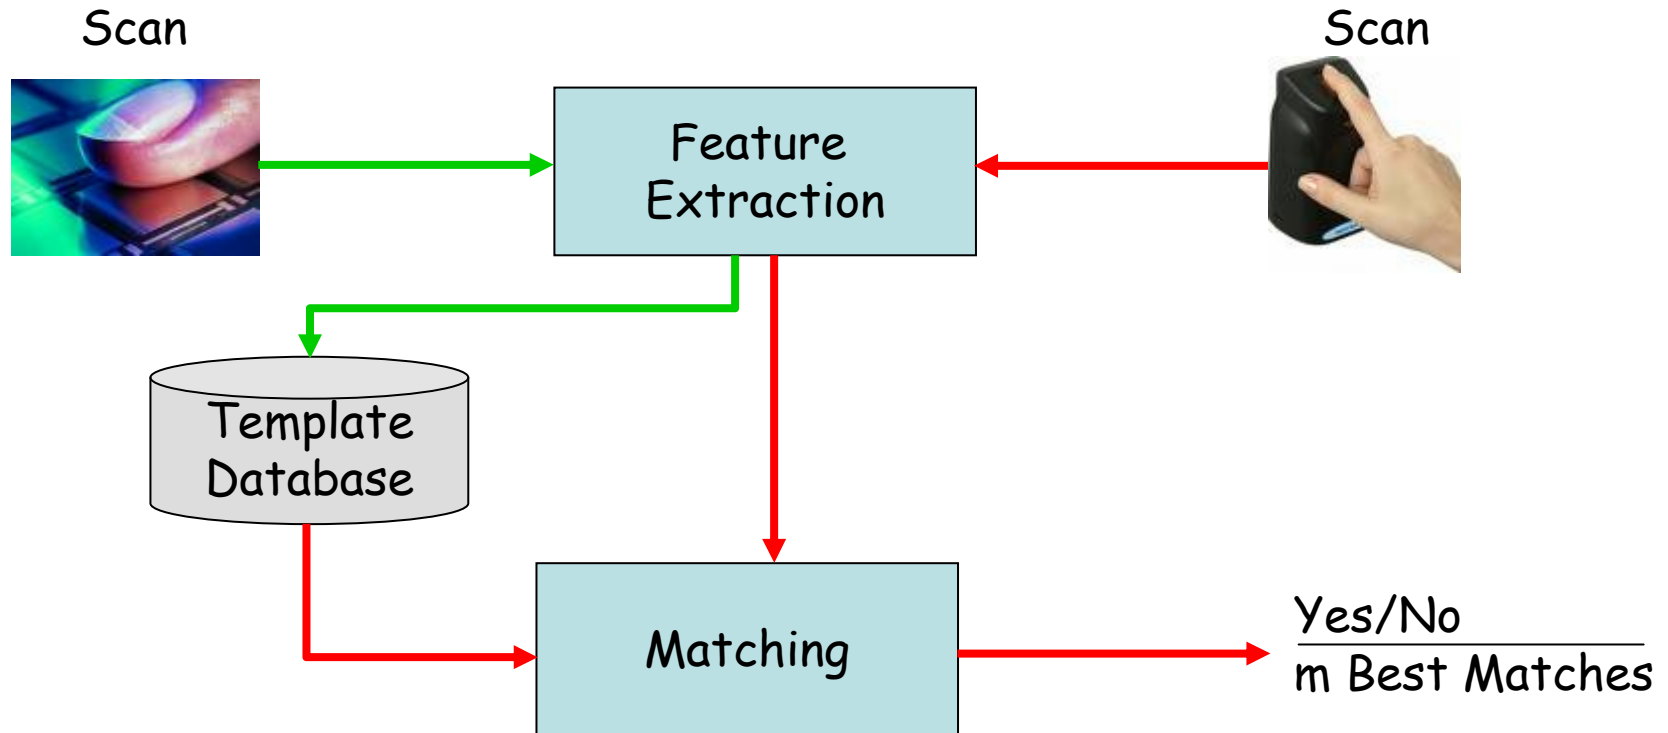 Scan
Scan
Feature
Extraction
Template
Database
Matching
Yes/No
m Best Matches